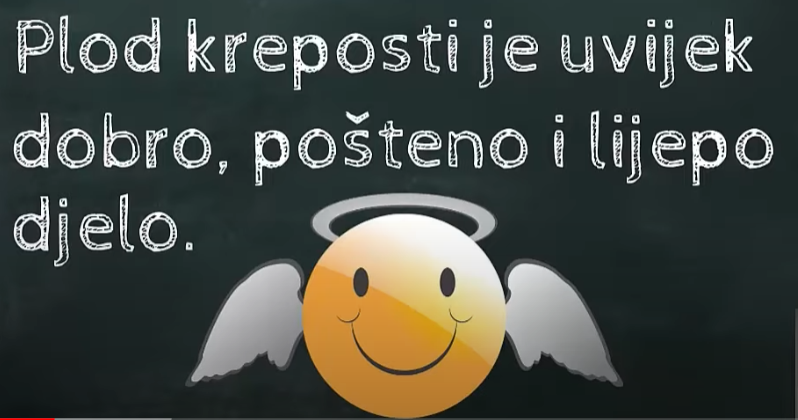 Plod kreposti je uvijek
dobro, pošteno i lijepo
djelo.